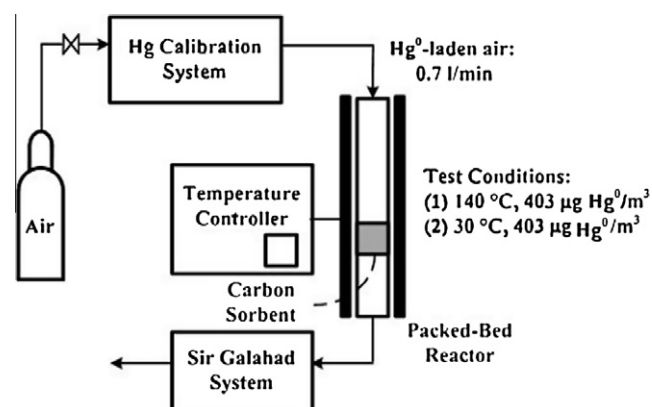 Hg Calibration
System
Hg⁰-laden air:
0.7 l/min
Air
Temperature
Controller
Test Conditions:
(1) 140 °C, 403 µg Hg⁰/m³
(2) 30 °C, 403 µg Hg⁰/m³
Carbon
Sorbent
Packed-Bed
Reactor
Sir Galahad
System